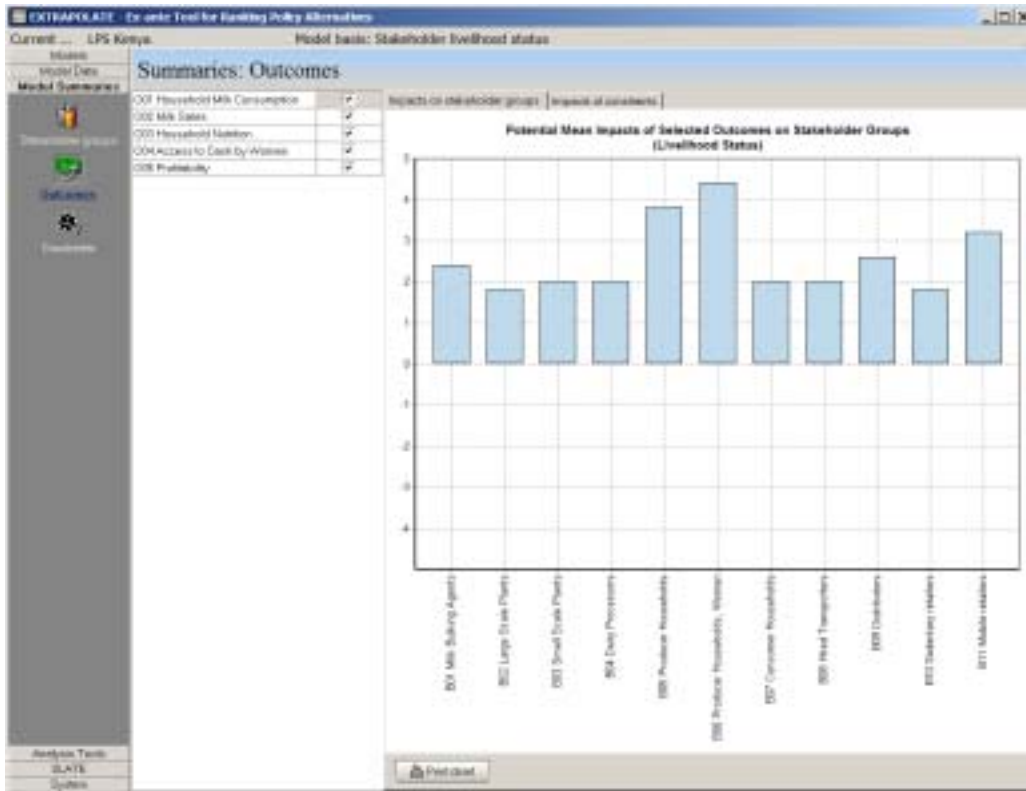 EXTRAPOLATE - Ex-ante Tool for Ranking Policy Alternatives
Current ... LPS Kenya Model basis: Stakeholder livelihood status
Models
Model Data
Model Summaries
Stakeholder groups
Outcomes
Constraints
Summaries: Outcomes
O01 Household Milk Consumption
O02 Milk Sales
O03 Household Nutrition
O04 Access to Cash by Women
O05 Profitability
Impacts on stakeholder groups
Impacts of constraints
Potential Mean Impacts of Selected Outcomes on Stakeholder Groups
(Livelihood Status)
5
4
3
2
1
0
-1
-2
-3
-4
B01 Milk Bulking Agents
B02 Large Scale Plants
B03 Small Scale Plants
B04 Dairy Processors
B05 Producer Households
B06 Producer Households, Women
B07 Consumer Households
B08 Head Transporters
B09 Distributors
B10 Sedentary retailers
B11 Mobile retailers
Analysis Tools
SLATE
System
Print chart